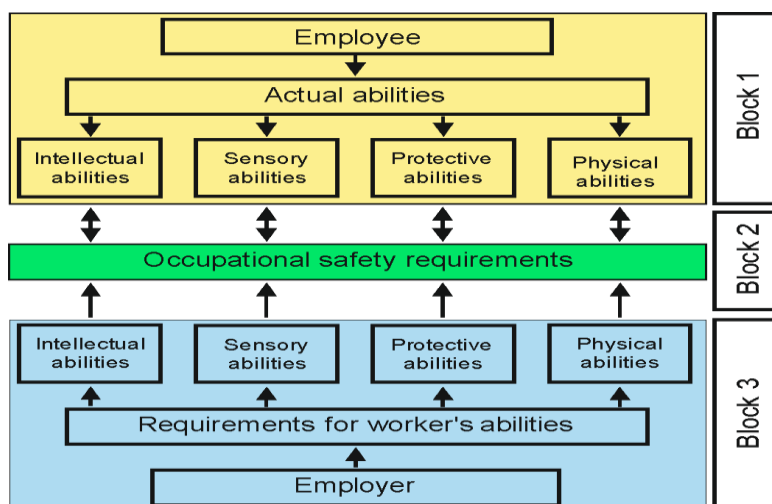 Employee
Actual abilities
Intellectual
abilities
Sensory
abilities
Protective
abilities
Physical
abilities
Block 1
Occupational safety requirements
Block 2
Intellectual
abilities
Sensory
abilities
Protective
abilities
Physical
abilities
Requirements for worker's abilities
Employer
Block 3